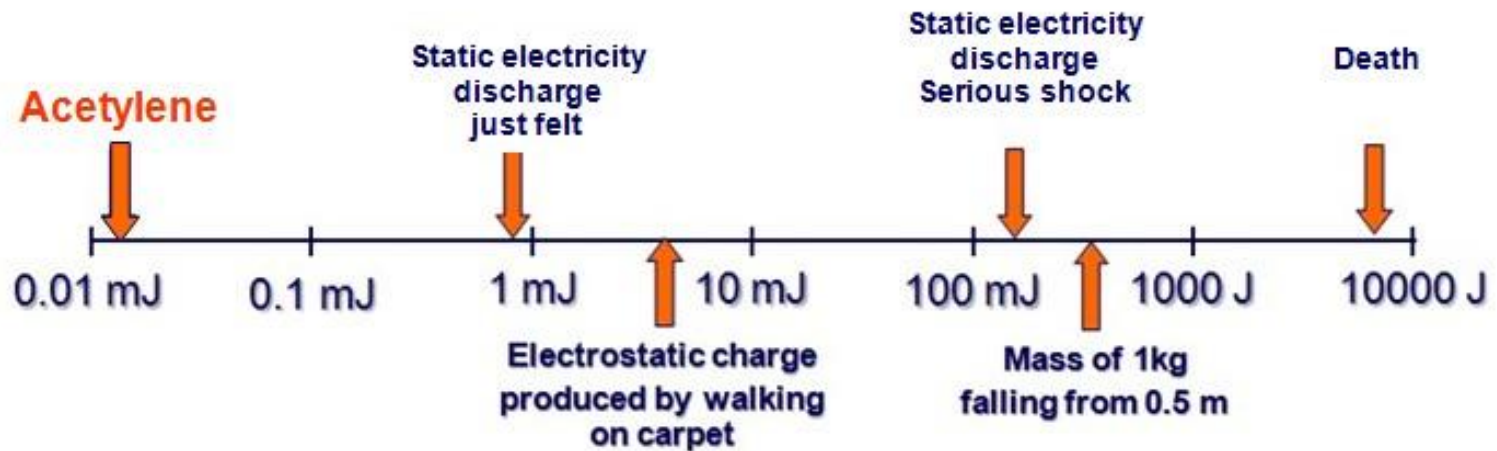 Acetylene
Static electricity
discharge
just felt
Static electricity
discharge
Serious shock
Death
0.01 mJ
0.1 mJ
1 mJ
10 mJ
100 mJ
1000 J
10000 J
Electrostatic charge
produced by walking
on carpet
Mass of 1kg
falling from 0.5 m